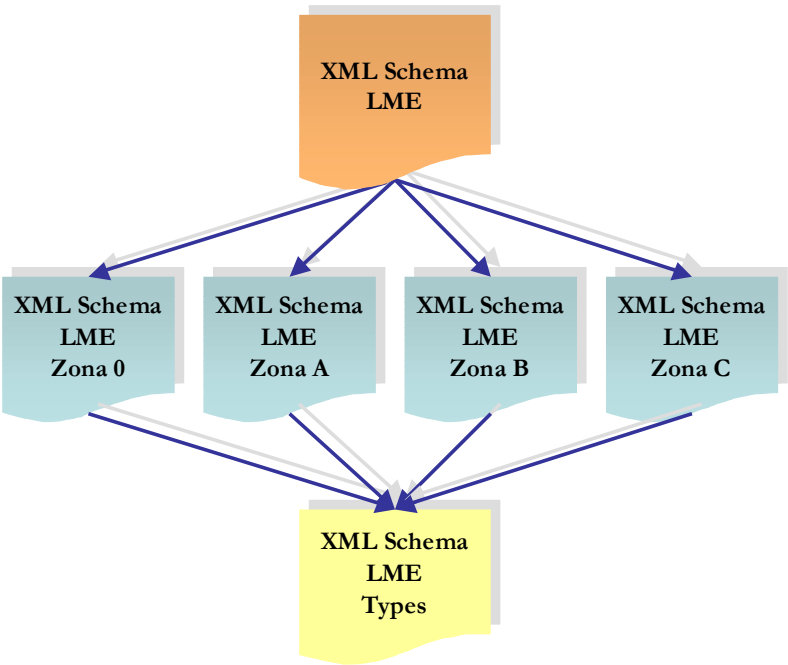 XML Schema
LME
XML Schema
LME
Zona 0
XML Schema
LME
Zona A
XML Schema
LME
Zona B
XML Schema
LME
Zona C
XML Schema
LME
Types